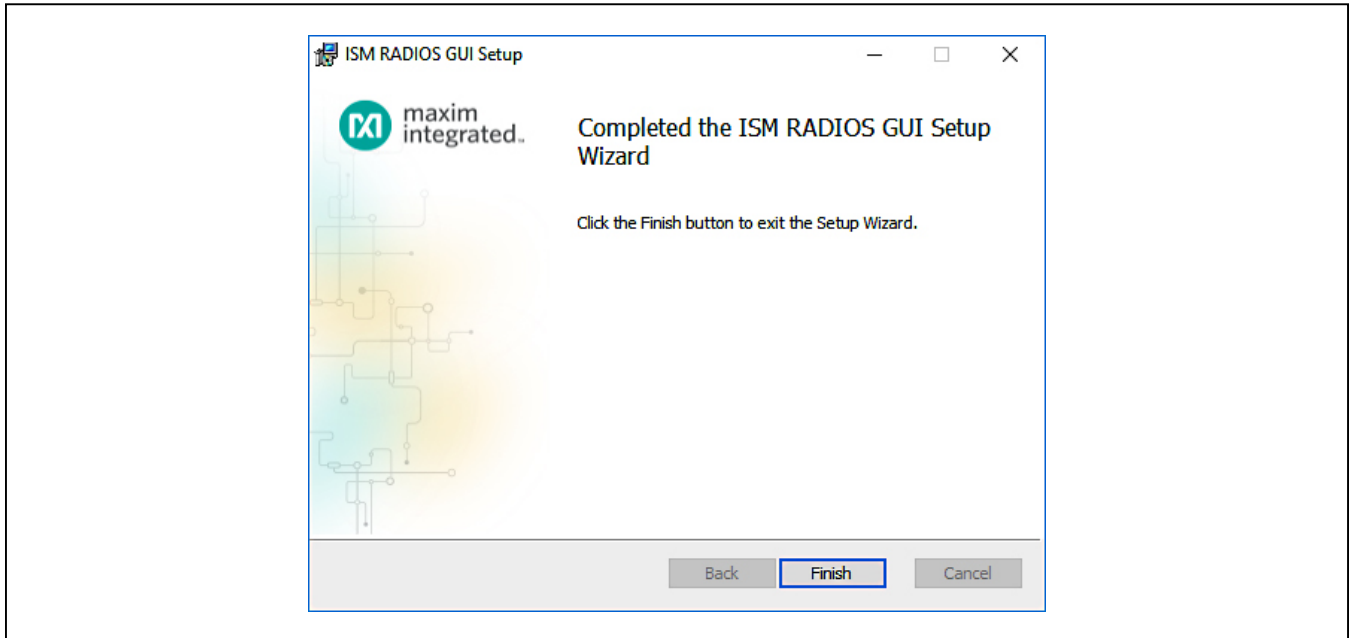 ISM RADIOS GUI Setup
maxim
integrated™
Completed the ISM RADIOS GUI Setup
Wizard
Click the Finish button to exit the Setup Wizard.
Back Finish Cancel